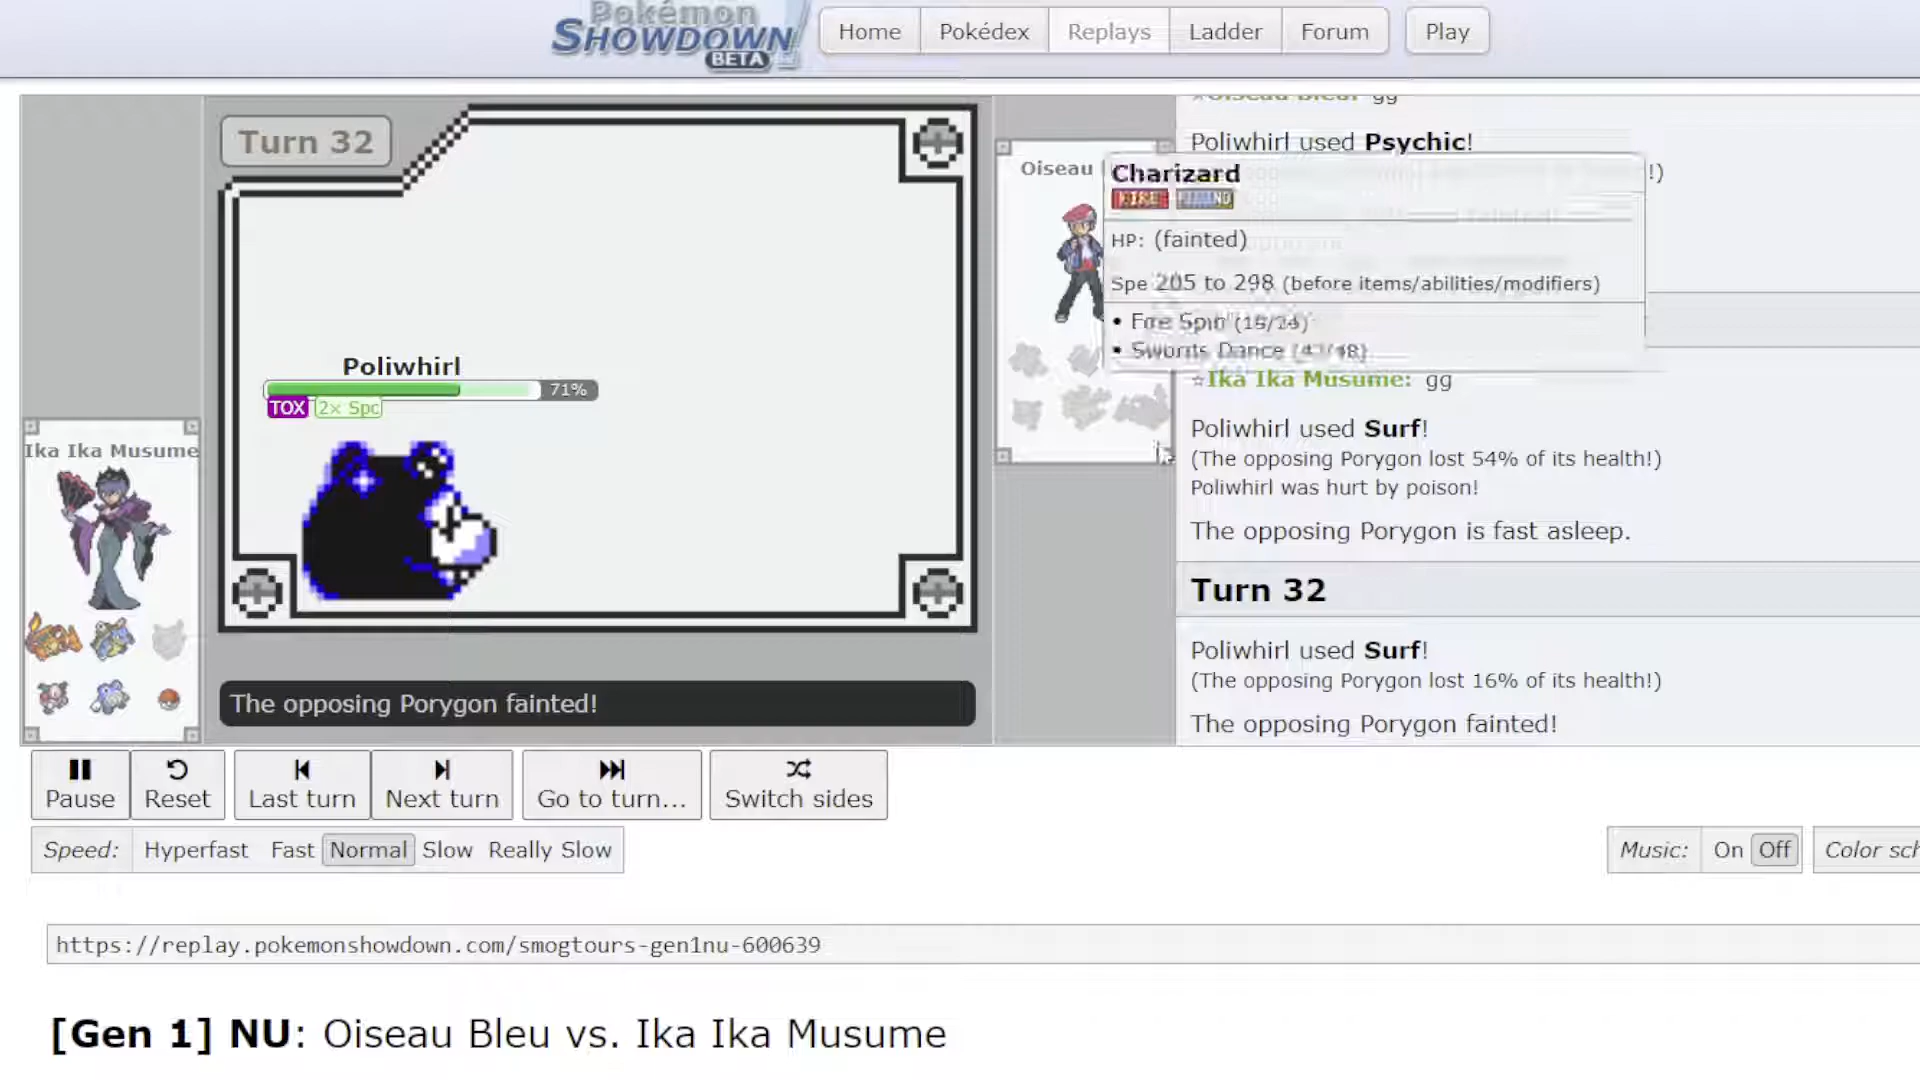 Pokémon
SHOWDOWN
BETA
Home
Pokédex
Replays
Ladder
Forum
Play
Turn 32
Poliwhirl
71%
TOX
2× Spc
Ika Ika Musume
Oiseau
The opposing Porygon fainted!
gg
Poliwhirl used Psychic!
!)
Charizard
FIRE
HP: (fainted)
Spe 205 to 298 (before items/abilities/modifiers)
• Fire Spin
• Swords Dance
☆Ika Ika Musume: gg
Poliwhirl used Surf!
(The opposing Porygon lost 54% of its health!)
Poliwhirl was hurt by poison!
The opposing Porygon is fast asleep.
Turn 32
Poliwhirl used Surf!
(The opposing Porygon lost 16% of its health!)
The opposing Porygon fainted!
Pause
Reset
Last turn
Next turn
Go to turn...
Switch sides
Speed:
Hyperfast
Fast
Normal
Slow
Really Slow
Music:
On
Off
Color sch
https://replay.pokemonshowdown.com/smogtours-gen1nu-600639
[Gen 1] NU: Oiseau Bleu vs. Ika Ika Musume